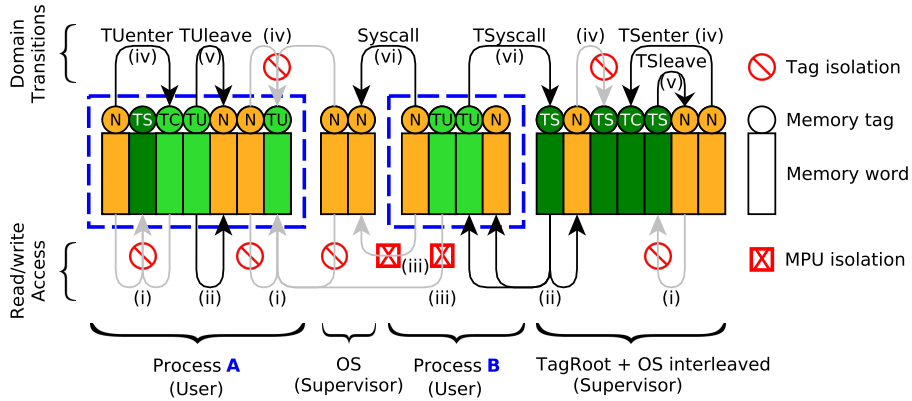 Domain
Transitions
TUenter TUleave (iv) Syscall TSyscall (iv) TSenter (iv)
(iv) (v) (vi) (vi) TSleave
(v)
N TS TC TU N N TU N N N TU TU N TS N TS TC TS N N
Tag isolation
Memory tag
Memory word
MPU isolation
Read/write
Access
(i) (ii) (i) (iii) (iii) (ii) (i)
Process A
(User)
OS
(Supervisor)
Process B
(User)
TagRoot + OS interleaved
(Supervisor)